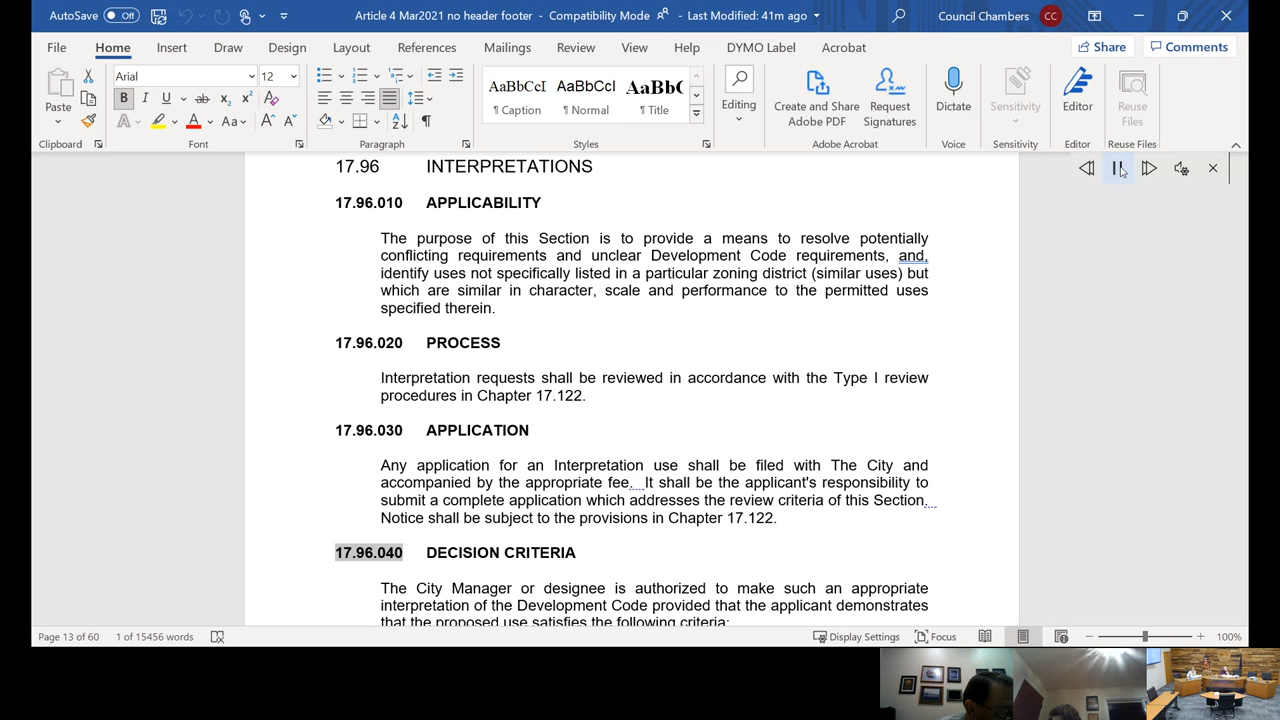 AutoSave Off Article 4 Mar2021 no header footer - Compatibility Mode - Last Modified: 41m ago Council Chambers CC
File Home Insert Draw Design Layout References Mailings Review View Help DYMO Label Acrobat Share Comments
Paste
Arial 12
B I U ab x₂ x² A
A A Aa A A
AaBbCcI AaBbCcI AaBbC
¶ Caption ¶ Normal ¶ Title
Editing
Create and Share
Adobe PDF
Request
Signatures
Dictate
Sensitivity
Editor
Reuse
Files
Clipboard Font Paragraph Styles Adobe Acrobat Voice Sensitivity Editor Reuse Files
17.96 INTERPRETATIONS
17.96.010 APPLICABILITY
The purpose of this Section is to provide a means to resolve potentially
conflicting requirements and unclear Development Code requirements, and,
identify uses not specifically listed in a particular zoning district (similar uses) but
which are similar in character, scale and performance to the permitted uses
specified therein.
17.96.020 PROCESS
Interpretation requests shall be reviewed in accordance with the Type I review
procedures in Chapter 17.122.
17.96.030 APPLICATION
Any application for an Interpretation use shall be filed with The City and
accompanied by the appropriate fee. It shall be the applicant's responsibility to
submit a complete application which addresses the review criteria of this Section.
Notice shall be subject to the provisions in Chapter 17.122.
17.96.040 DECISION CRITERIA
The City Manager or designee is authorized to make such an appropriate
interpretation of the Development Code provided that the applicant demonstrates
that the proposed use satisfies the following criteria:
Page 13 of 60 1 of 15456 words Display Settings Focus 100%